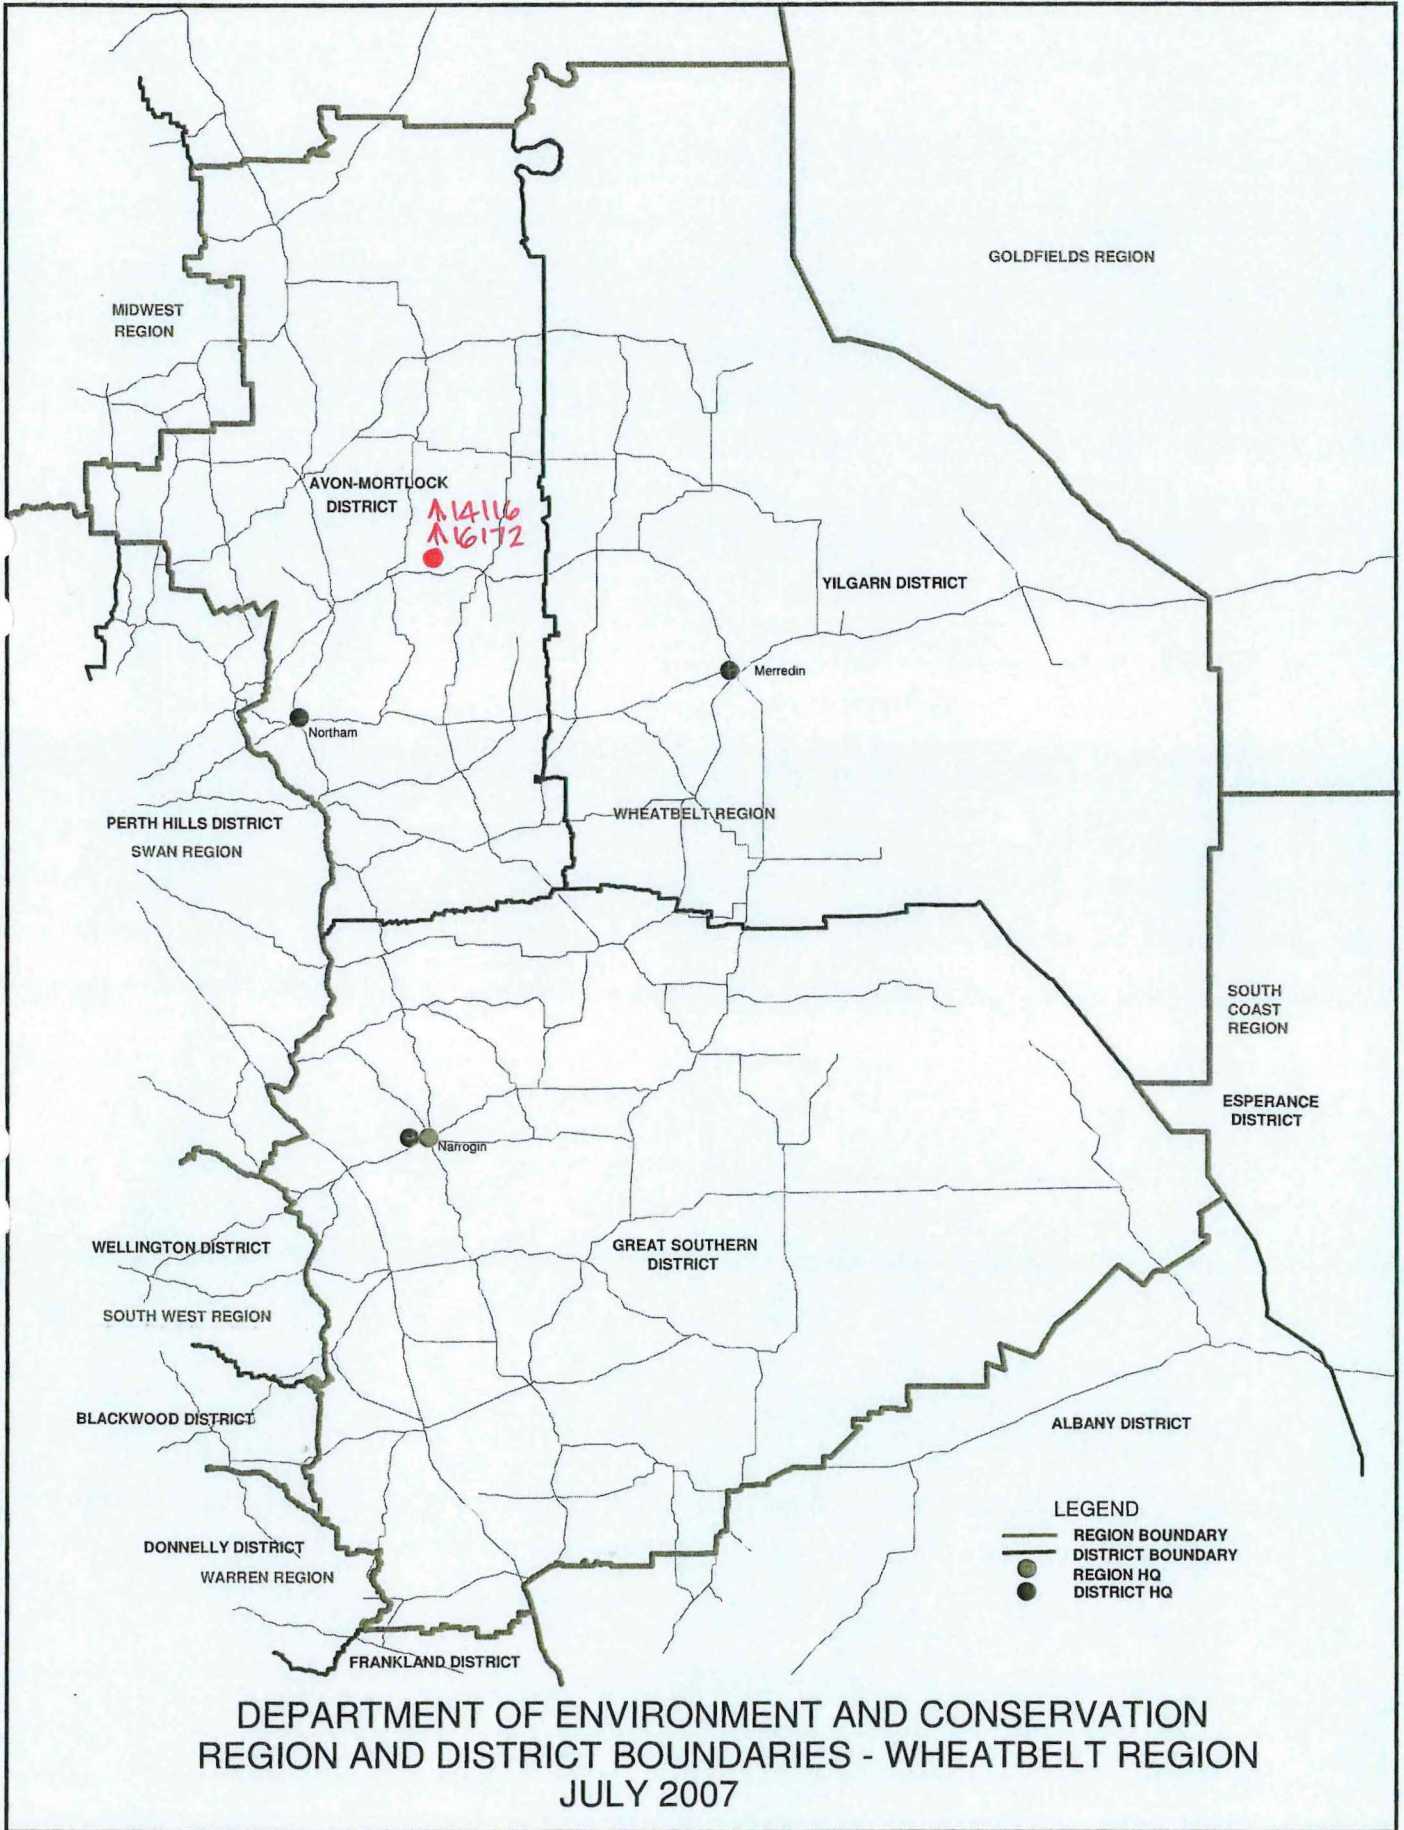 GOLDFIELDS REGION
MIDWEST
REGION
AVON-MORTLOCK
DISTRICT
↑14116
↑16172
YILGARN DISTRICT
Merredin
Northam
WHEATBELT REGION
PERTH HILLS DISTRICT
SWAN REGION
SOUTH
COAST
REGION
ESPERANCE
DISTRICT
Narrogin
WELLINGTON DISTRICT
GREAT SOUTHERN
DISTRICT
SOUTH WEST REGION
BLACKWOOD DISTRICT
ALBANY DISTRICT
LEGEND
REGION BOUNDARY
DISTRICT BOUNDARY
REGION HQ
DISTRICT HQ
DONNELLY DISTRICT
WARREN REGION
FRANKLAND DISTRICT
DEPARTMENT OF ENVIRONMENT AND CONSERVATION
REGION AND DISTRICT BOUNDARIES - WHEATBELT REGION
JULY 2007